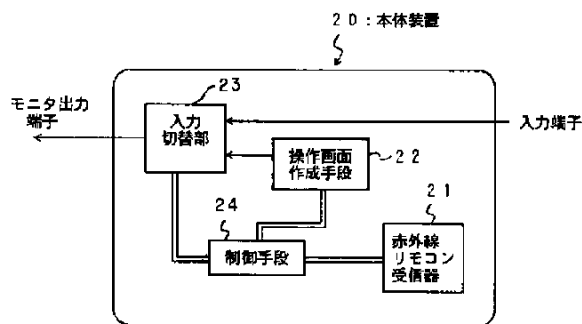 20:本体装置
23
モニタ出力
端子
入力
切替部
入力端子
操作画面
作成手段
22
24
21
制御手段
赤外線
リモコン
受信器